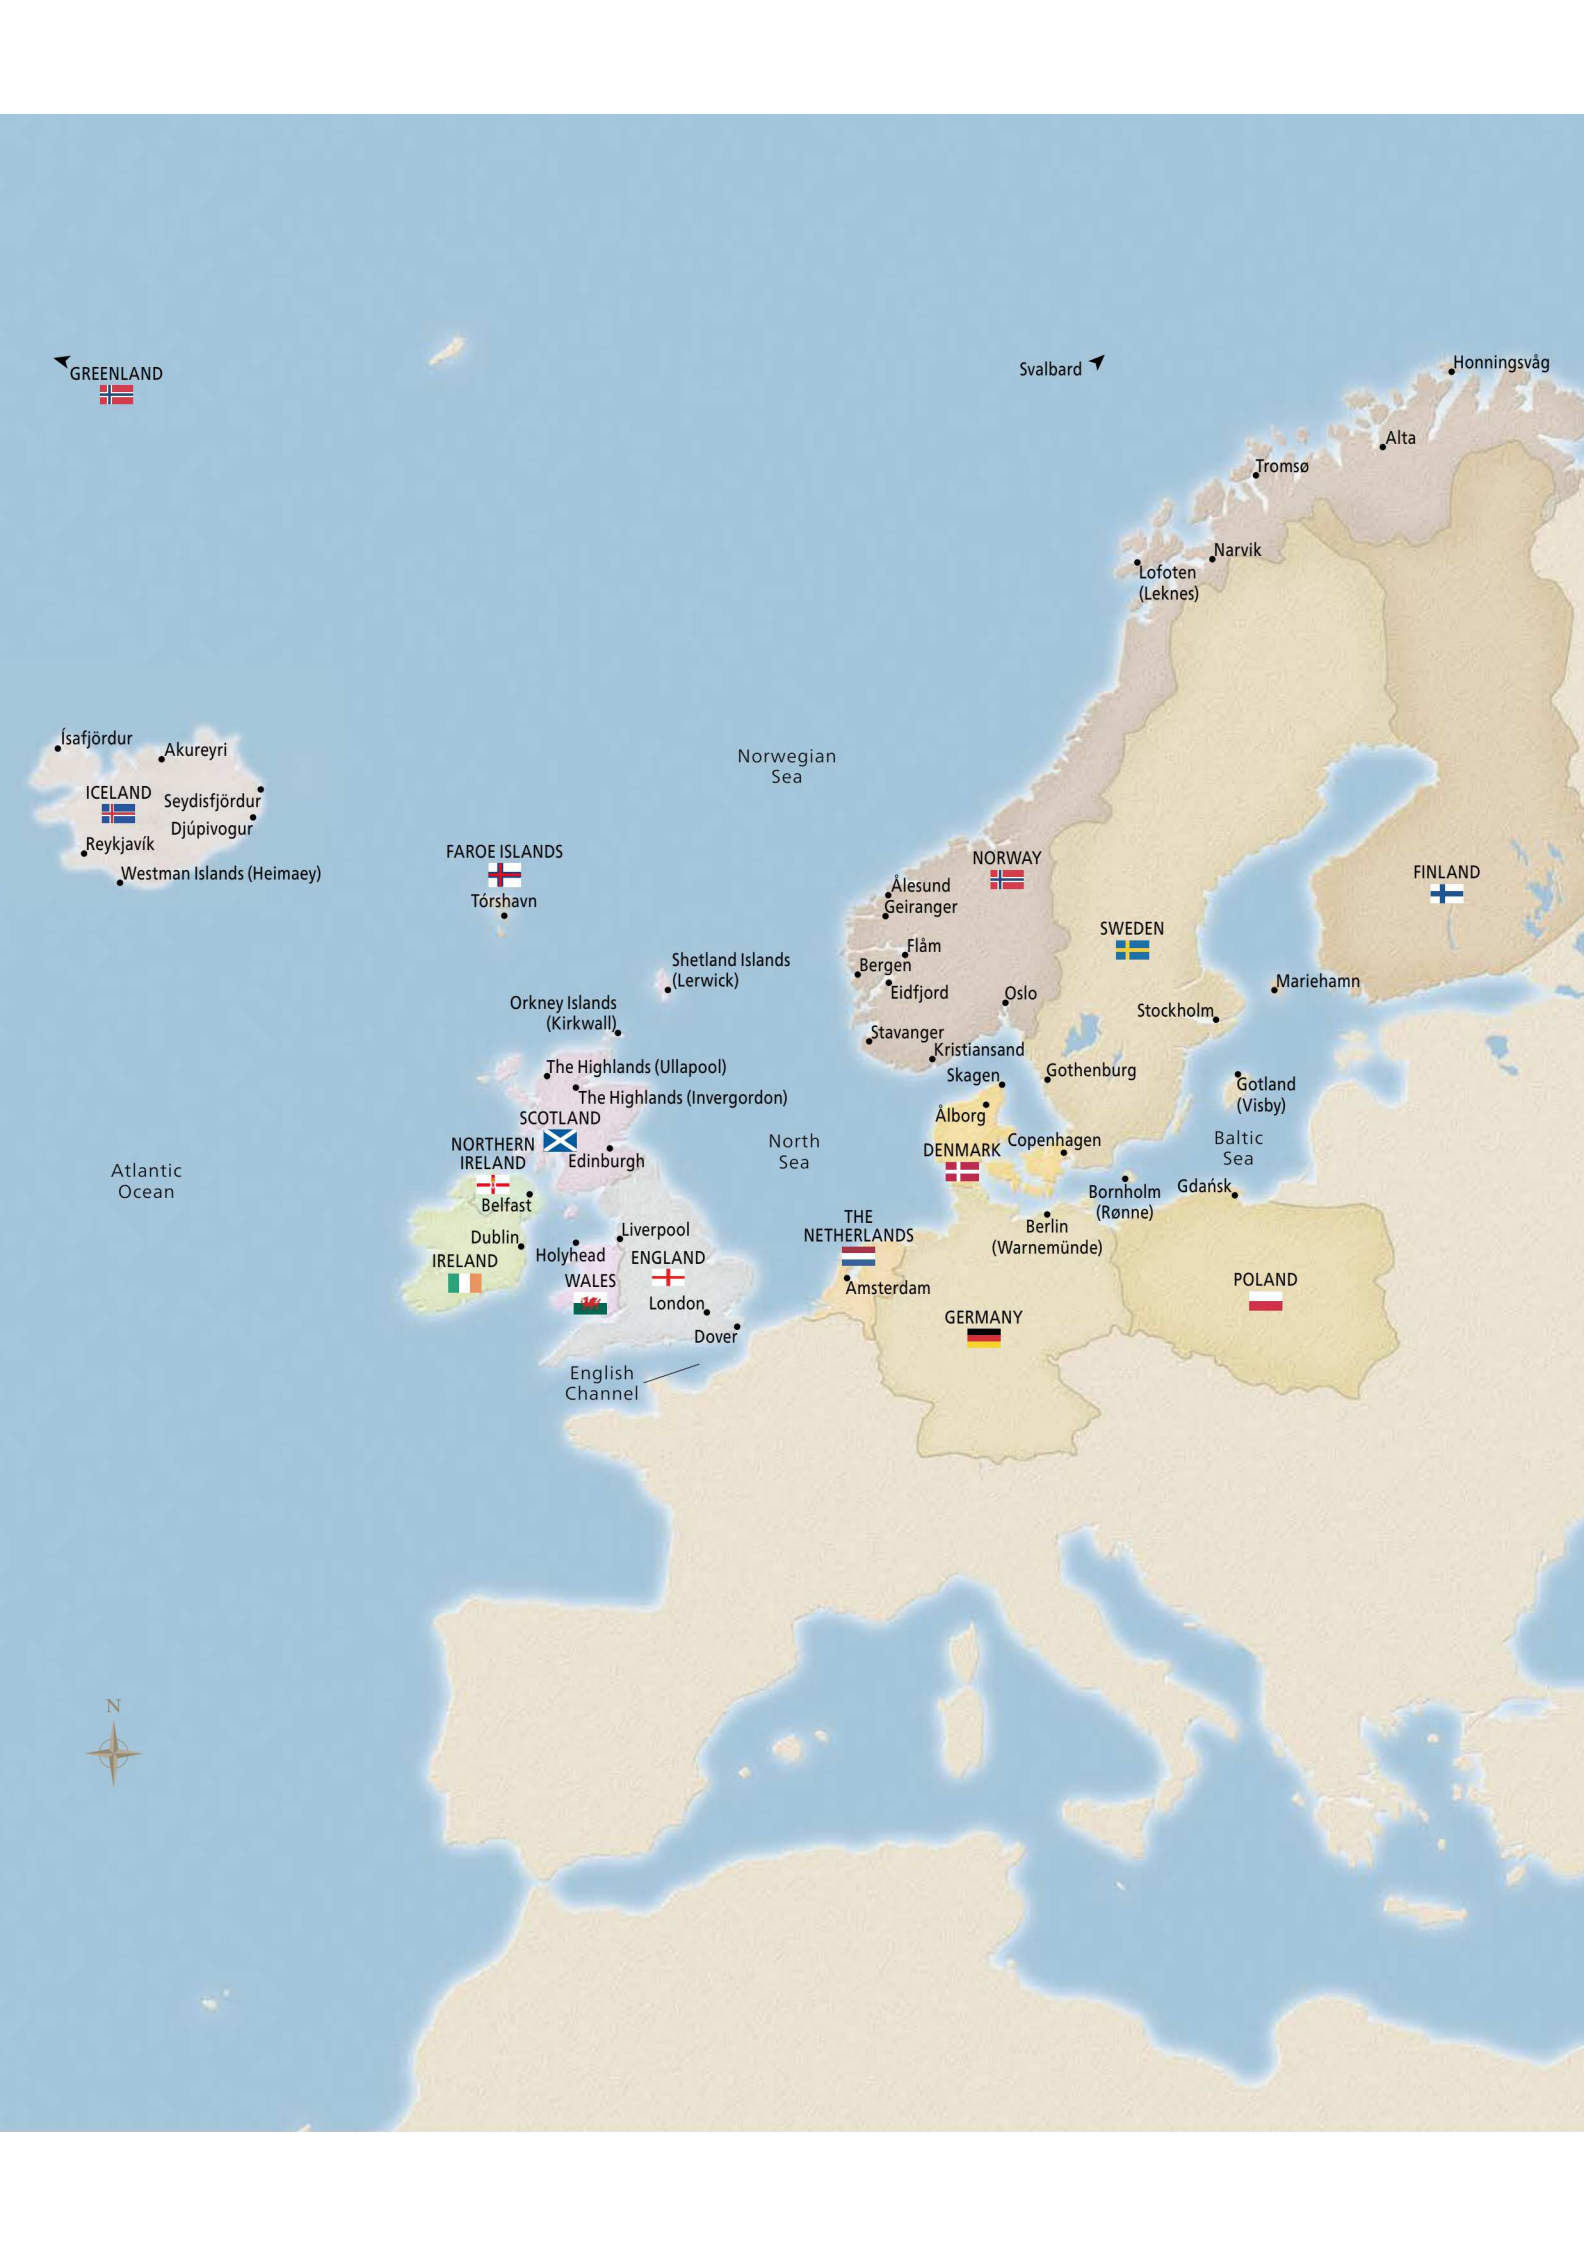 GREENLAND
Svalbard
Honningsvåg
Alta
Tromsø
Narvik
Lofoten
(Leknes)
Ísafjördur
Akureyri
ICELAND
Seydisfjördur
Djúpivogur
Reykjavík
Westman Islands (Heimaey)
Norwegian
Sea
FAROE ISLANDS
Tórshavn
NORWAY
Ålesund
Geiranger
Flåm
Bergen
Eidfjord
Oslo
Stavanger
Kristiansand
SWEDEN
Stockholm
Gothenburg
FINLAND
Mariehamn
Gotland
(Visby)
Shetland Islands
(Lerwick)
Orkney Islands
(Kirkwall)
The Highlands (Ullapool)
The Highlands (Invergordon)
SCOTLAND
Edinburgh
NORTHERN
IRELAND
Belfast
Dublin
IRELAND
Holyhead
Liverpool
ENGLAND
WALES
London
Dover
English
Channel
Atlantic
Ocean
North
Sea
Skagen
Ålborg
DENMARK
Copenhagen
Baltic
Sea
Bornholm
(Rønne)
Gdańsk
Berlin
(Warnemünde)
THE
NETHERLANDS
Amsterdam
GERMANY
POLAND
N